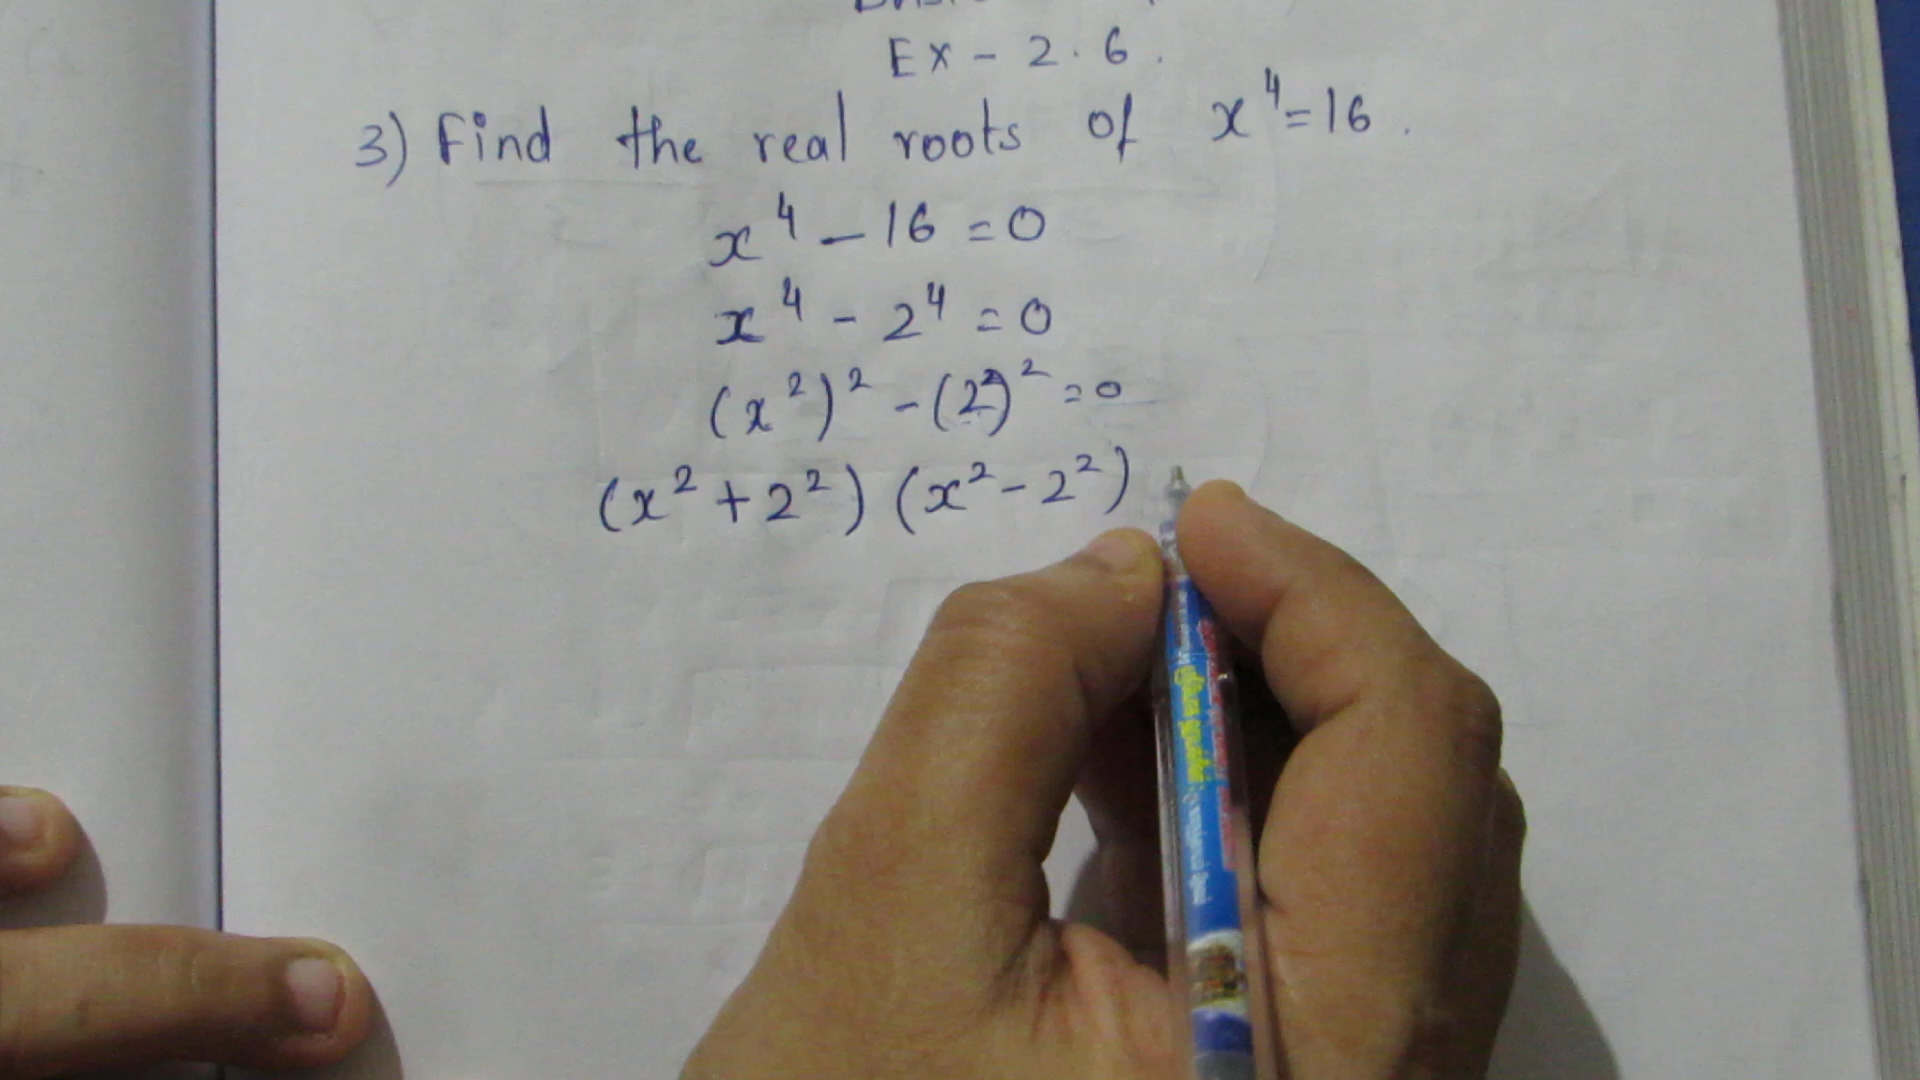 Ex - 2.6.
3) Find the real roots of x⁴=16.
x⁴ - 16 = 0
x⁴ - 2⁴ = 0
(x²)² - (2²)² = 0
(x² + 2²) (x² - 2²)